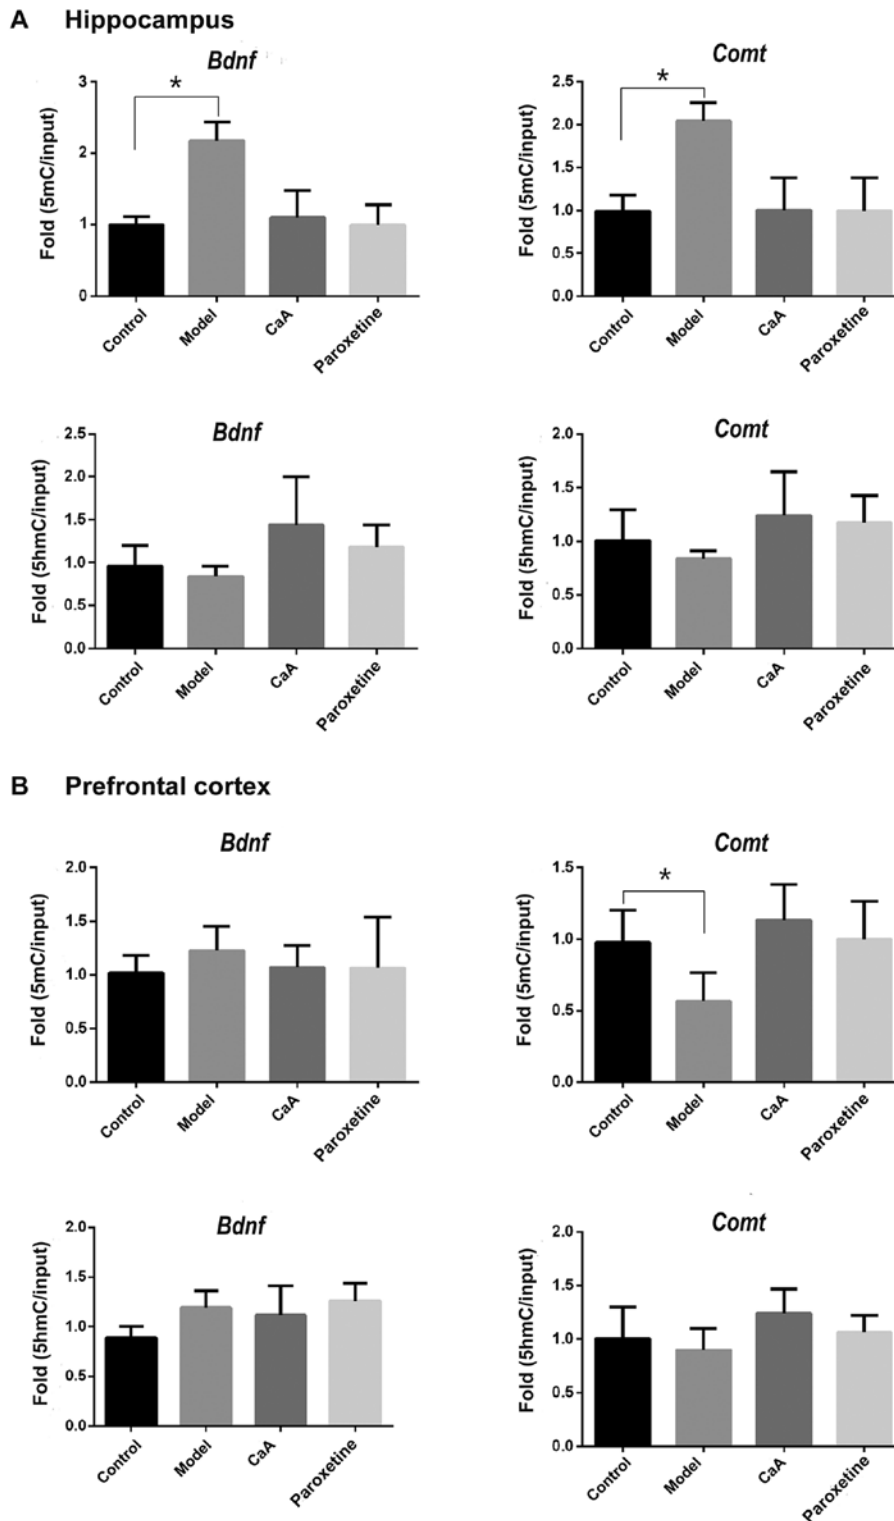 A Hippocampus
Bdnf
Fold (5mC/input)
3
2
1
0
*
Control
Model
CaA
Paroxetine
Comt
Fold (5mC/input)
2.5
2.0
1.5
1.0
0.5
0.0
*
Control
Model
CaA
Paroxetine
Bdnf
Fold (5hmC/input)
2.5
2.0
1.5
1.0
0.5
0.0
Control
Model
CaA
Paroxetine
Comt
Fold (5hmC/input)
2.0
1.5
1.0
0.5
0.0
Control
Model
CaA
Paroxetine
B Prefrontal cortex
Bdnf
Fold (5mC/input)
2.0
1.5
1.0
0.5
0.0
Control
Model
CaA
Paroxetine
Comt
Fold (5mC/input)
1.5
1.0
0.5
0.0
*
Control
Model
CaA
Paroxetine
Bdnf
Fold (5hmC/input)
2.0
1.5
1.0
0.5
0.0
Control
Model
CaA
Paroxetine
Comt
Fold (5hmC/input)
2.0
1.5
1.0
0.5
0.0
Control
Model
CaA
Paroxetine